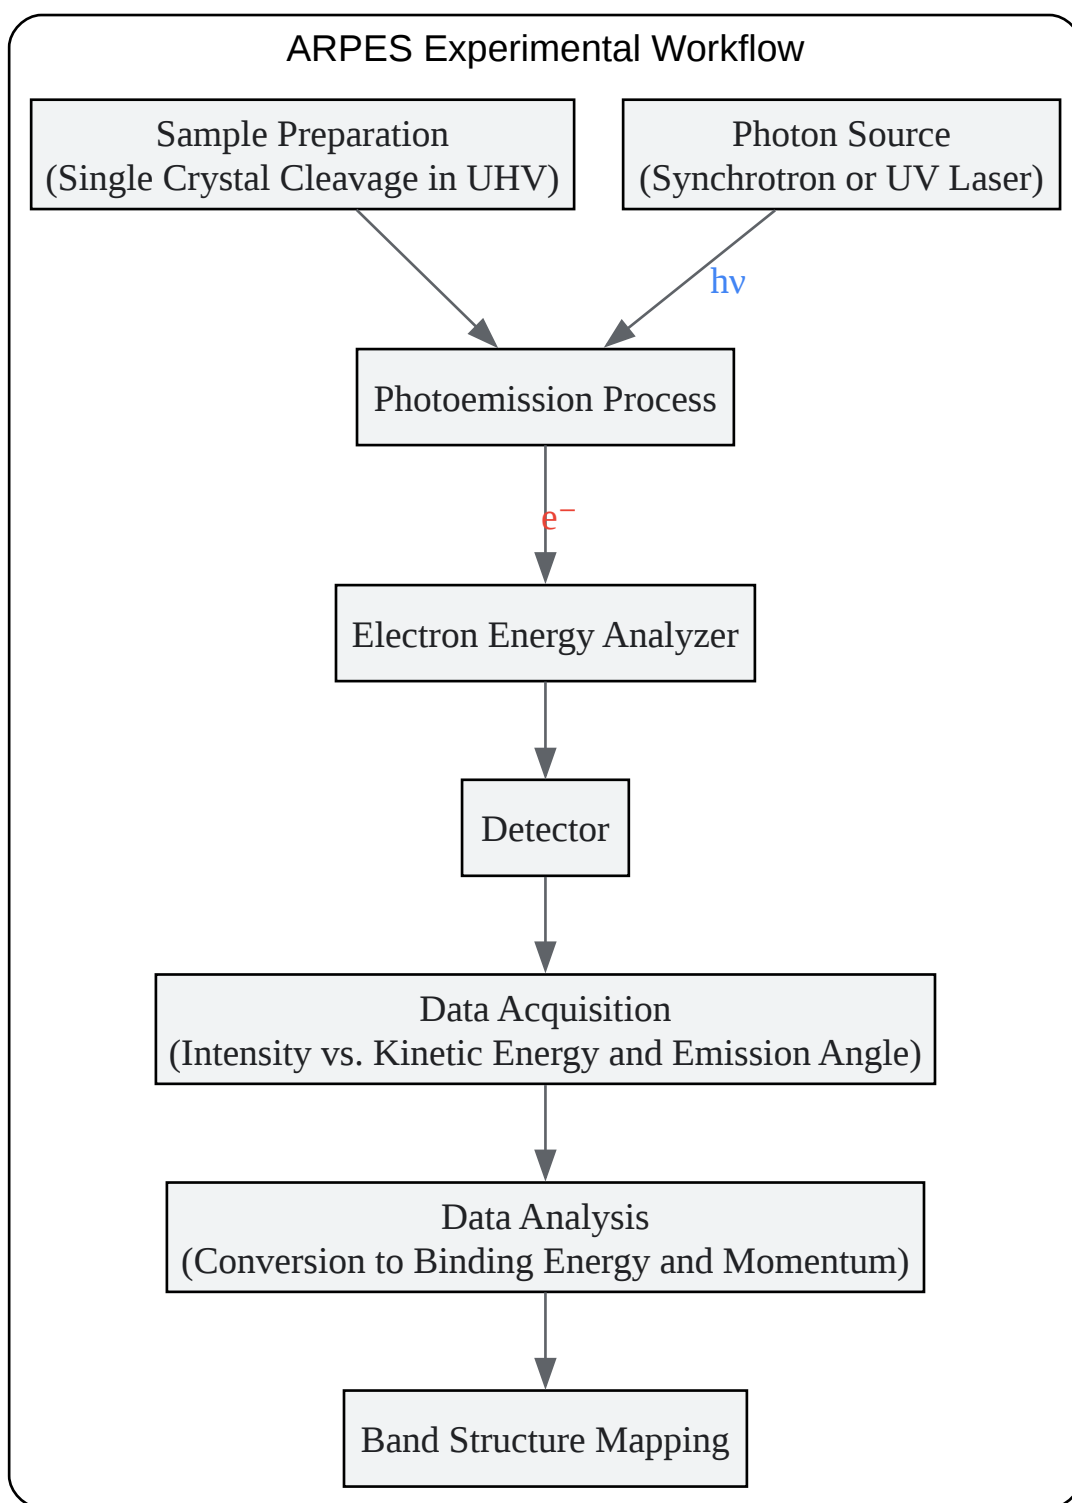 ARPES Experimental Workflow
Sample Preparation
(Single Crystal Cleavage in UHV)
Photon Source
(Synchrotron or UV Laser)
hν
Photoemission Process
e⁻
Electron Energy Analyzer
Detector
Data Acquisition
(Intensity vs. Kinetic Energy and Emission Angle)
Data Analysis
(Conversion to Binding Energy and Momentum)
Band Structure Mapping